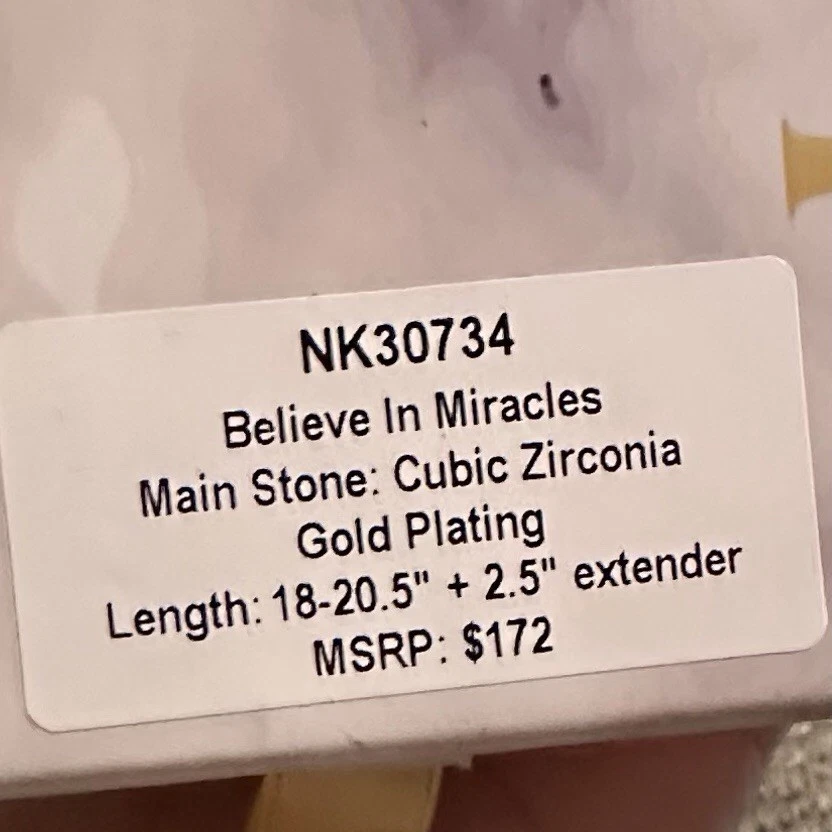 NK30734
Believe In Miracles
Main Stone: Cubic Zirconia
Gold Plating
Length: 18-20.5" + 2.5" extender
MSRP: $172